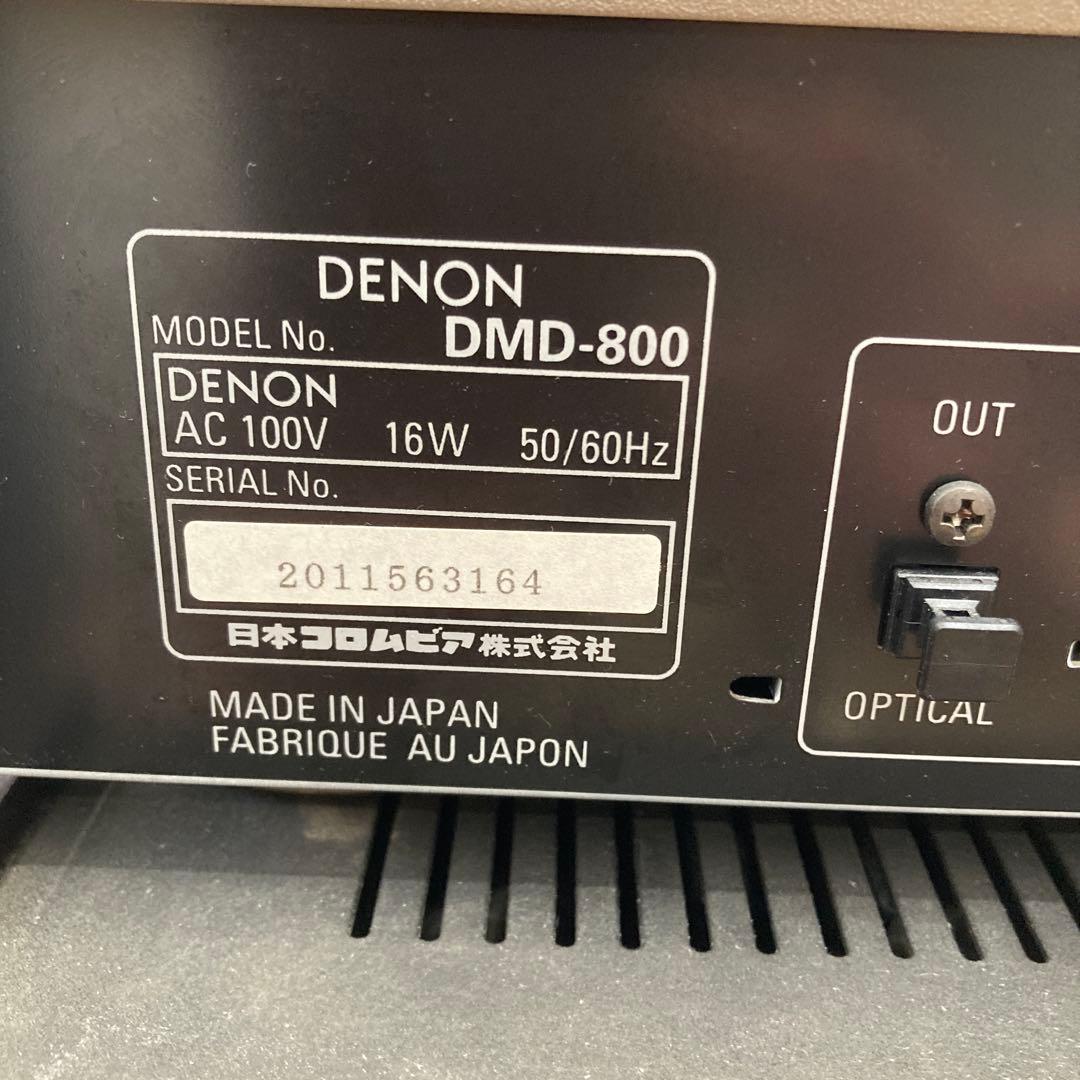 DENON
MODEL No. DMD-800
DENON
AC 100V 16W 50/60Hz
SERIAL No.
2011563164
日本コロムビア株式会社
MADE IN JAPAN
FABRIQUE AU JAPON
OUT
OPTICAL